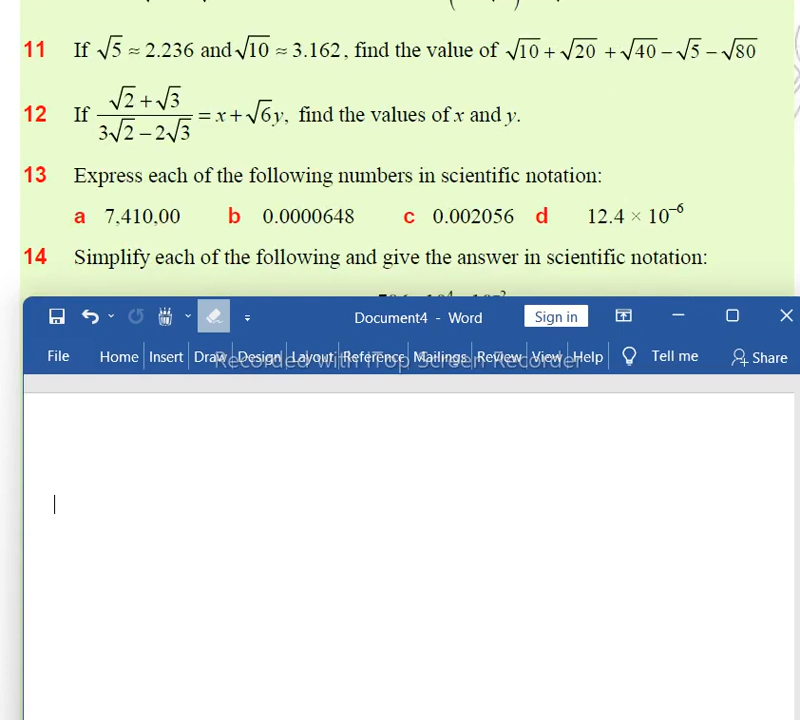 11 If √5 ≈ 2.236 and √10 ≈ 3.162, find the value of √10 + √20 + √40 − √5 − √80
12 If (√2 + √3)/(3√2 − 2√3) = x + √6y, find the values of x and y.
13 Express each of the following numbers in scientific notation:
a 7,410,00 b 0.0000648 c 0.002056 d 12.4 × 10⁻⁶
14 Simplify each of the following and give the answer in scientific notation:
Document4 - Word Sign in
File Home Insert Draw Design Layout Reference Mailings Review View Help Tell me Share
Recorded with iTop Screen Recorder